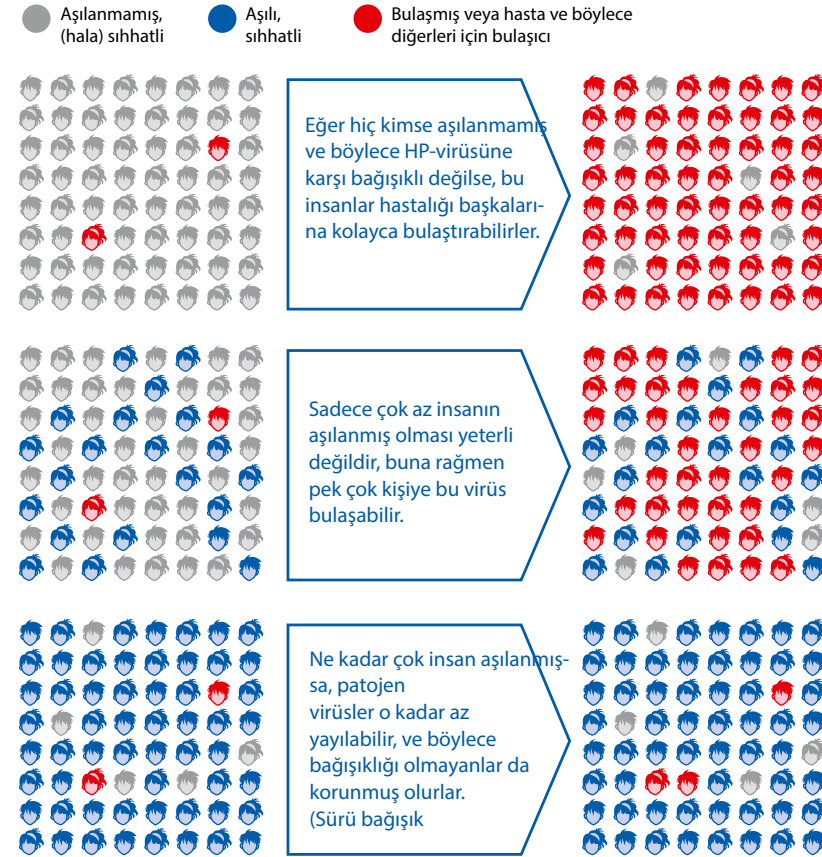 Aşılanmamış,
(hala) sıhhatli
Aşılı,
sıhhatli
Bulaşmış veya hasta ve böylece
diğerleri için bulaşıcı
Eğer hiç kimse aşılanmamış
ve böylece HP-virüsüne
karşı bağışıklı değilse, bu
insanlar hastalığı başkaları-
na kolayca bulaştırabilirler.
Sadece çok az insanın
aşılanmış olması yeterli
değildir, buna rağmen
pek çok kişiye bu virüs
bulaşabilir.
Ne kadar çok insan aşılanmış-
sa, patojen
virüsler o kadar az
yayılabilir, ve böylece
bağışıklığı olmayanlar da
korunmuş olurlar.
(Sürü bağışık